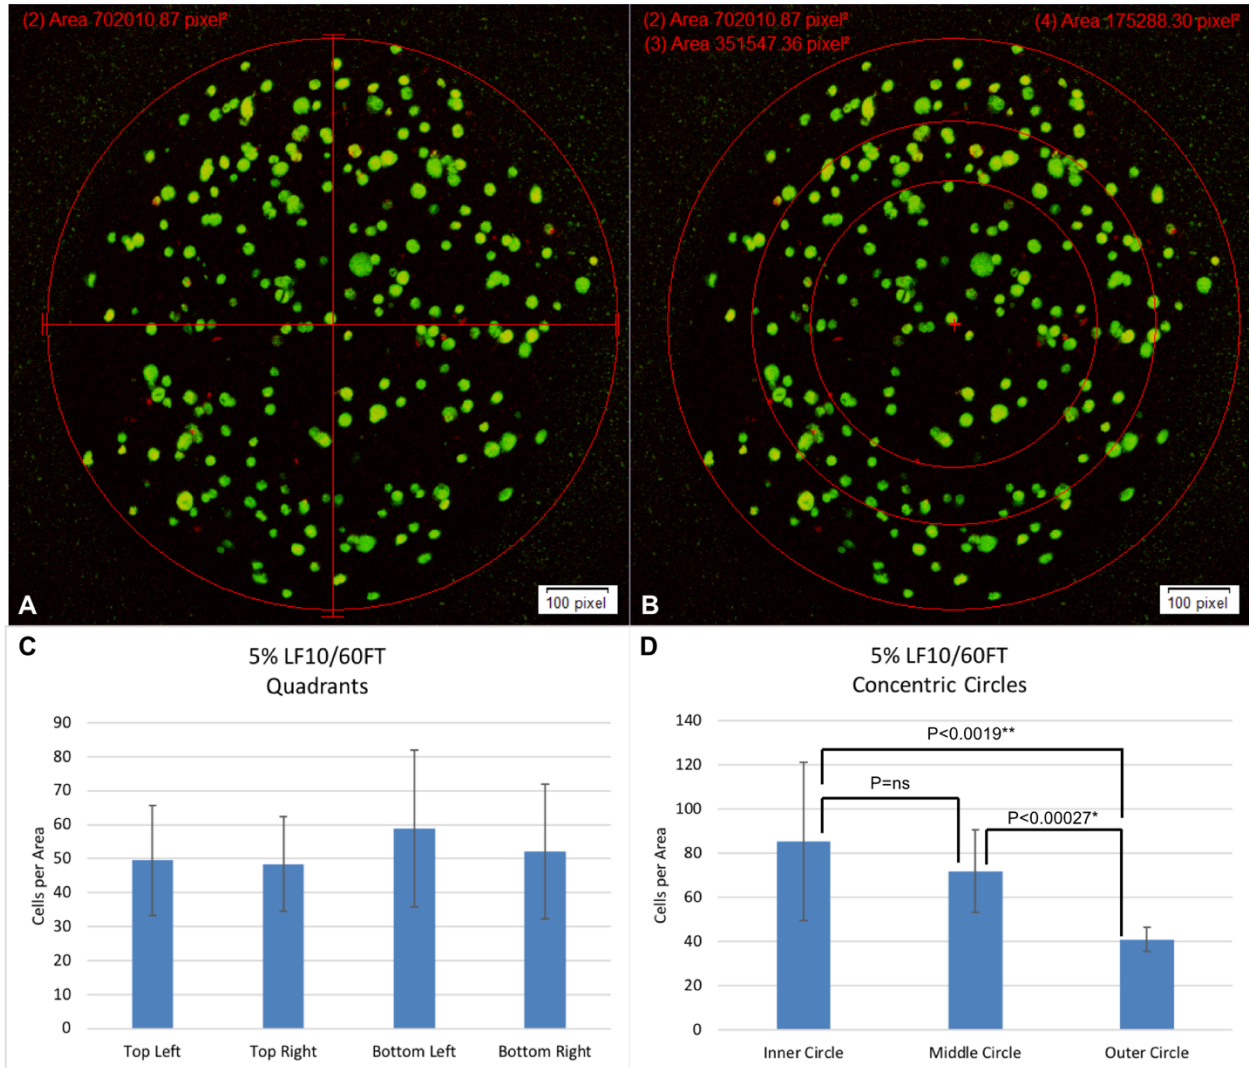 (2) Area 702010.87 pixel²
A
100 pixel
(2) Area 702010.87 pixel²
(3) Area 351547.36 pixel²
(4) Area 175288.30 pixel²
B
100 pixel
C
5% LF10/60FT
Quadrants
Cells per Area
90
80
70
60
50
40
30
20
10
0
Top Left
Top Right
Bottom Left
Bottom Right
D
5% LF10/60FT
Concentric Circles
Cells per Area
140
120
100
80
60
40
20
0
P<0.0019**
P=ns
P<0.00027*
Inner Circle
Middle Circle
Outer Circle